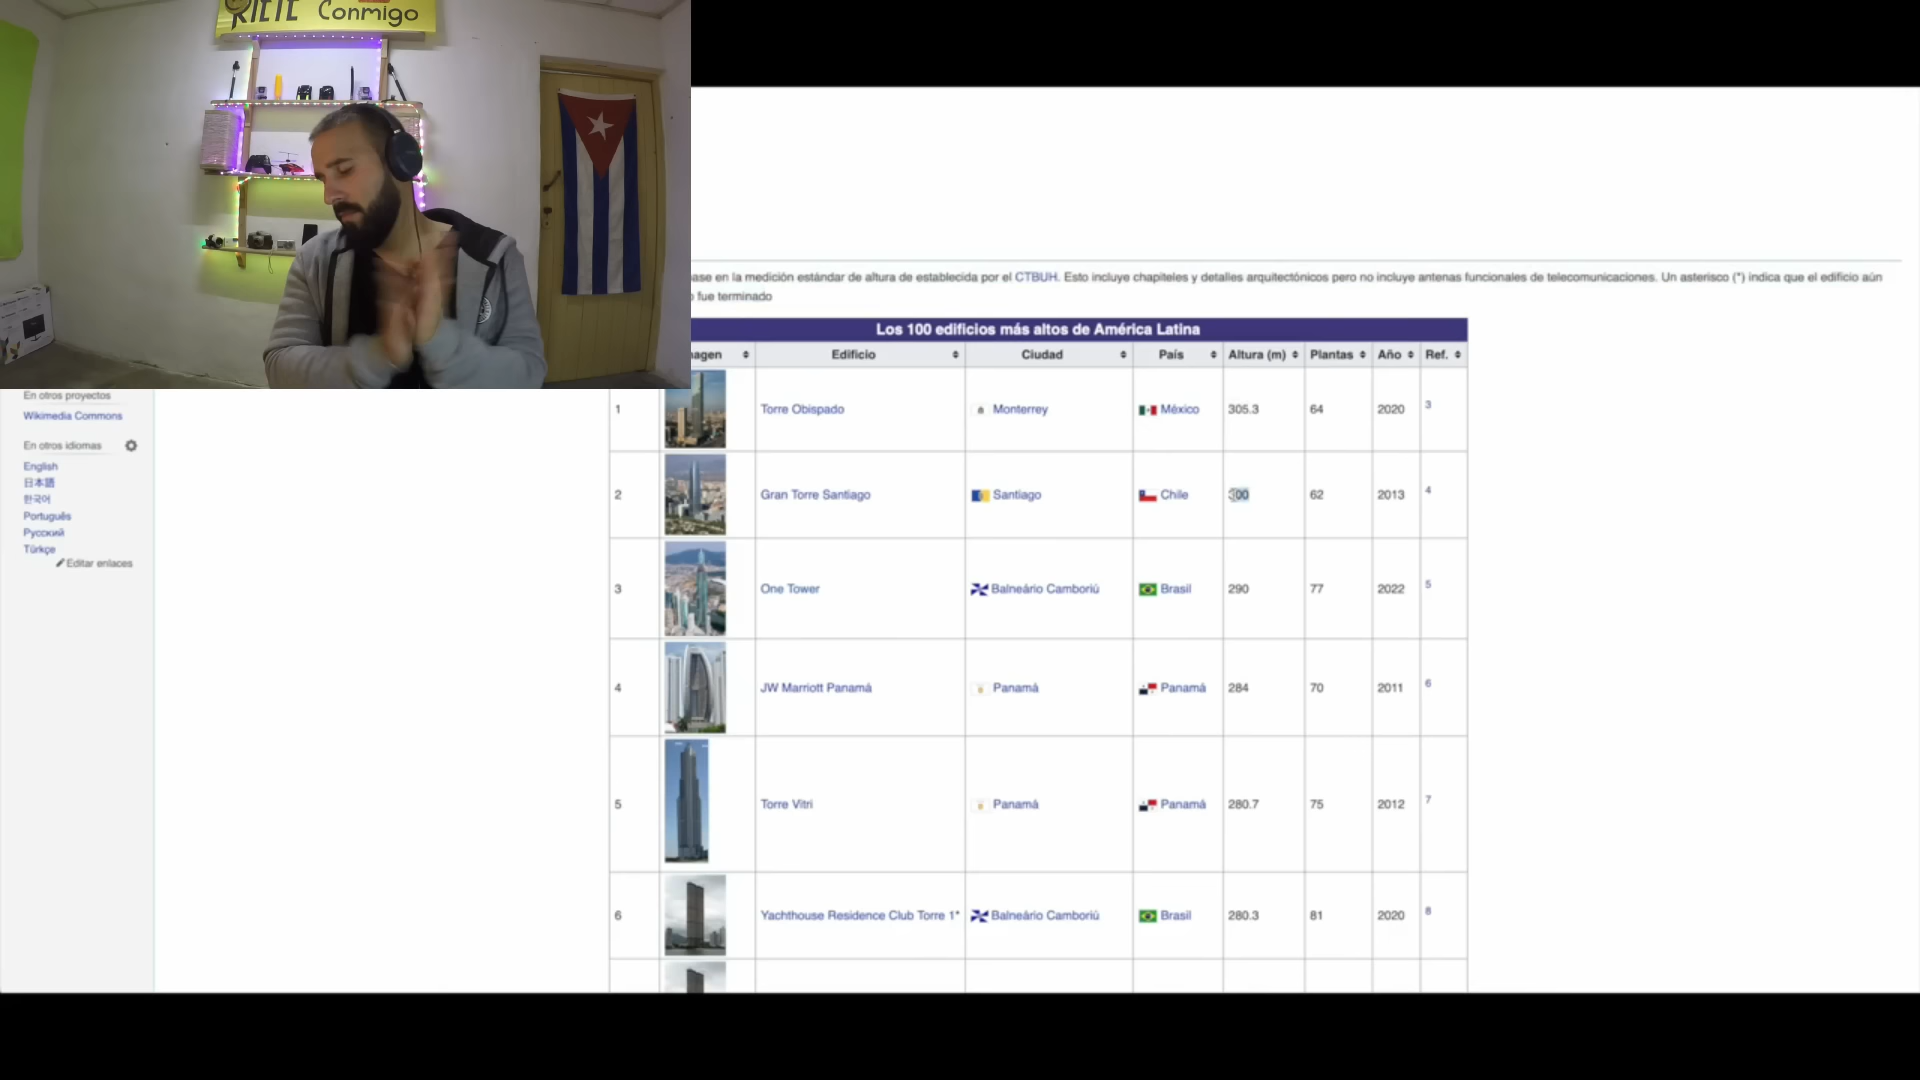 RIETE Conmigo
ase en la medición estándar de altura de establecida por el CTBUH. Esto incluye chapiteles y detalles arquitectónicos pero no incluye antenas funcionales de telecomunicaciones. Un asterisco (*) indica que el edificio aún
fue terminado
Los 100 edificios más altos de América Latina
agen Edificio Ciudad País Altura (m) Plantas Año Ref.
1 Torre Obispado Monterrey México 305.3 64 2020 3
2 Gran Torre Santiago Santiago Chile 300 62 2013 4
3 One Tower Balneário Camboriú Brasil 290 77 2022 5
4 JW Marriott Panamá Panamá Panamá 284 70 2011 6
5 Torre Vitri Panamá Panamá 280.7 75 2012 7
6 Yachthouse Residence Club Torre 1* Balneário Camboriú Brasil 280.3 81 2020 8
En otros proyectos
Wikimedia Commons
En otros idiomas
English
日本語
한국어
Português
Русский
Türkçe
Editar enlaces